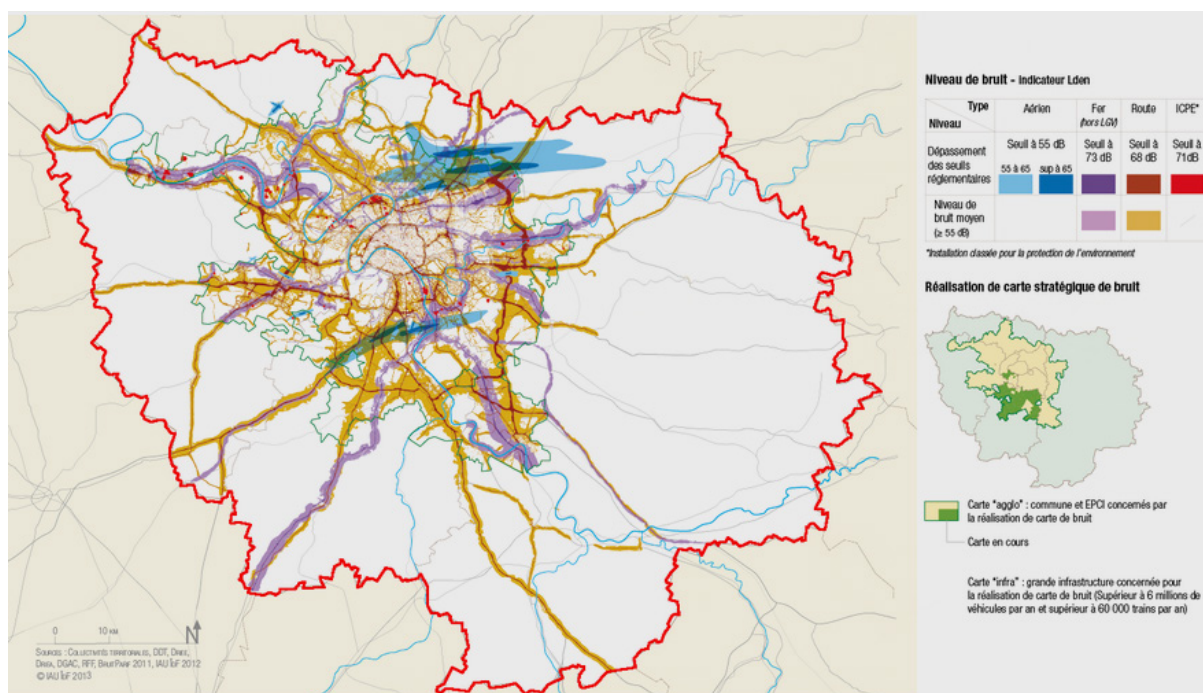 Niveau de bruit - Indicateur Lden
Type
Niveau
Aérien
Fer
(hors LGV)
Route
ICPE*
Dépassement
des seuils
réglementaires
Seuil à 55 dB
55 à 65
sup à 65
Seuil à
73 dB
Seuil à
68 dB
Seuil à
71dB
Niveau de
bruit moyen
(≥ 55 dB)
*Installation classée pour la protection de l'environnement
Réalisation de carte stratégique de bruit
Carte "agglo" : commune et EPCI concernés par
la réalisation de carte de bruit
Carte en cours
Carte "infra" : grande infrastructure concernée pour
la réalisation de carte de bruit (Supérieur à 6 millions de
véhicules par an et supérieur à 60 000 trains par an)
0 10 KM
N
SOURCES : COLLECTIVITÉS TERRITORIALES, DDT, DRIEE,
DRIEA, DGAC, RFF, BRUITPARIF 2011, IAU îdF 2012
© IAU îdF 2013